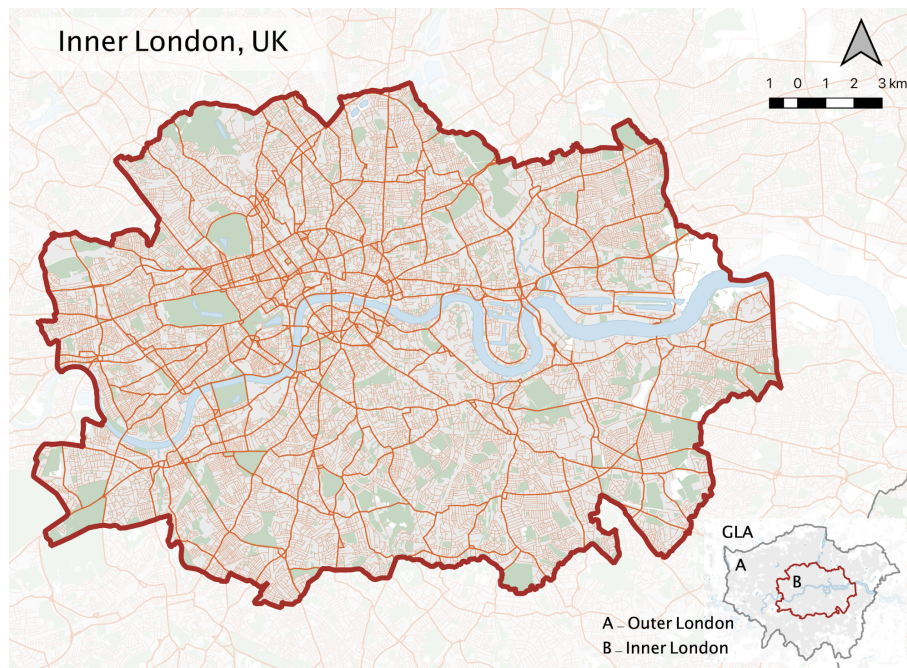 Inner London, UK
1 0 1 2 3 km
GLA
A
B
A – Outer London
B – Inner London